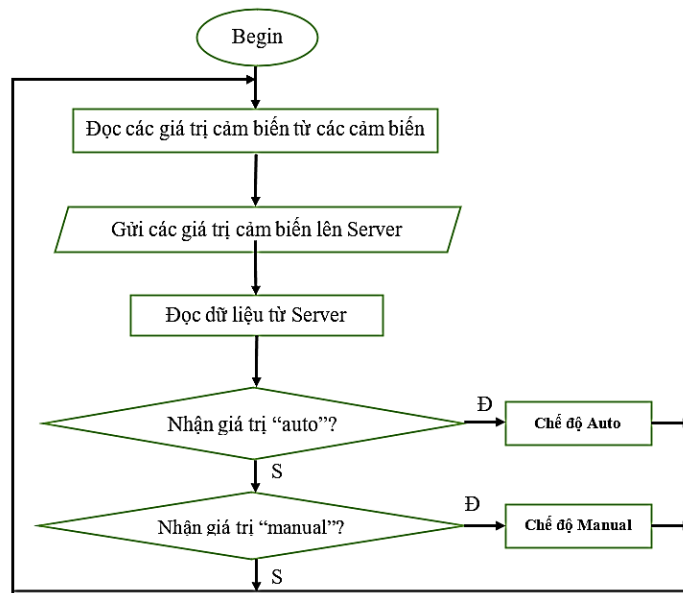 Begin
Đọc các giá trị cảm biến từ các cảm biến
Gửi các giá trị cảm biến lên Server
Đọc dữ liệu từ Server
Nhận giá trị “auto”?
Đ
Chế độ Auto
S
Nhận giá trị “manual”?
Đ
Chế độ Manual
S